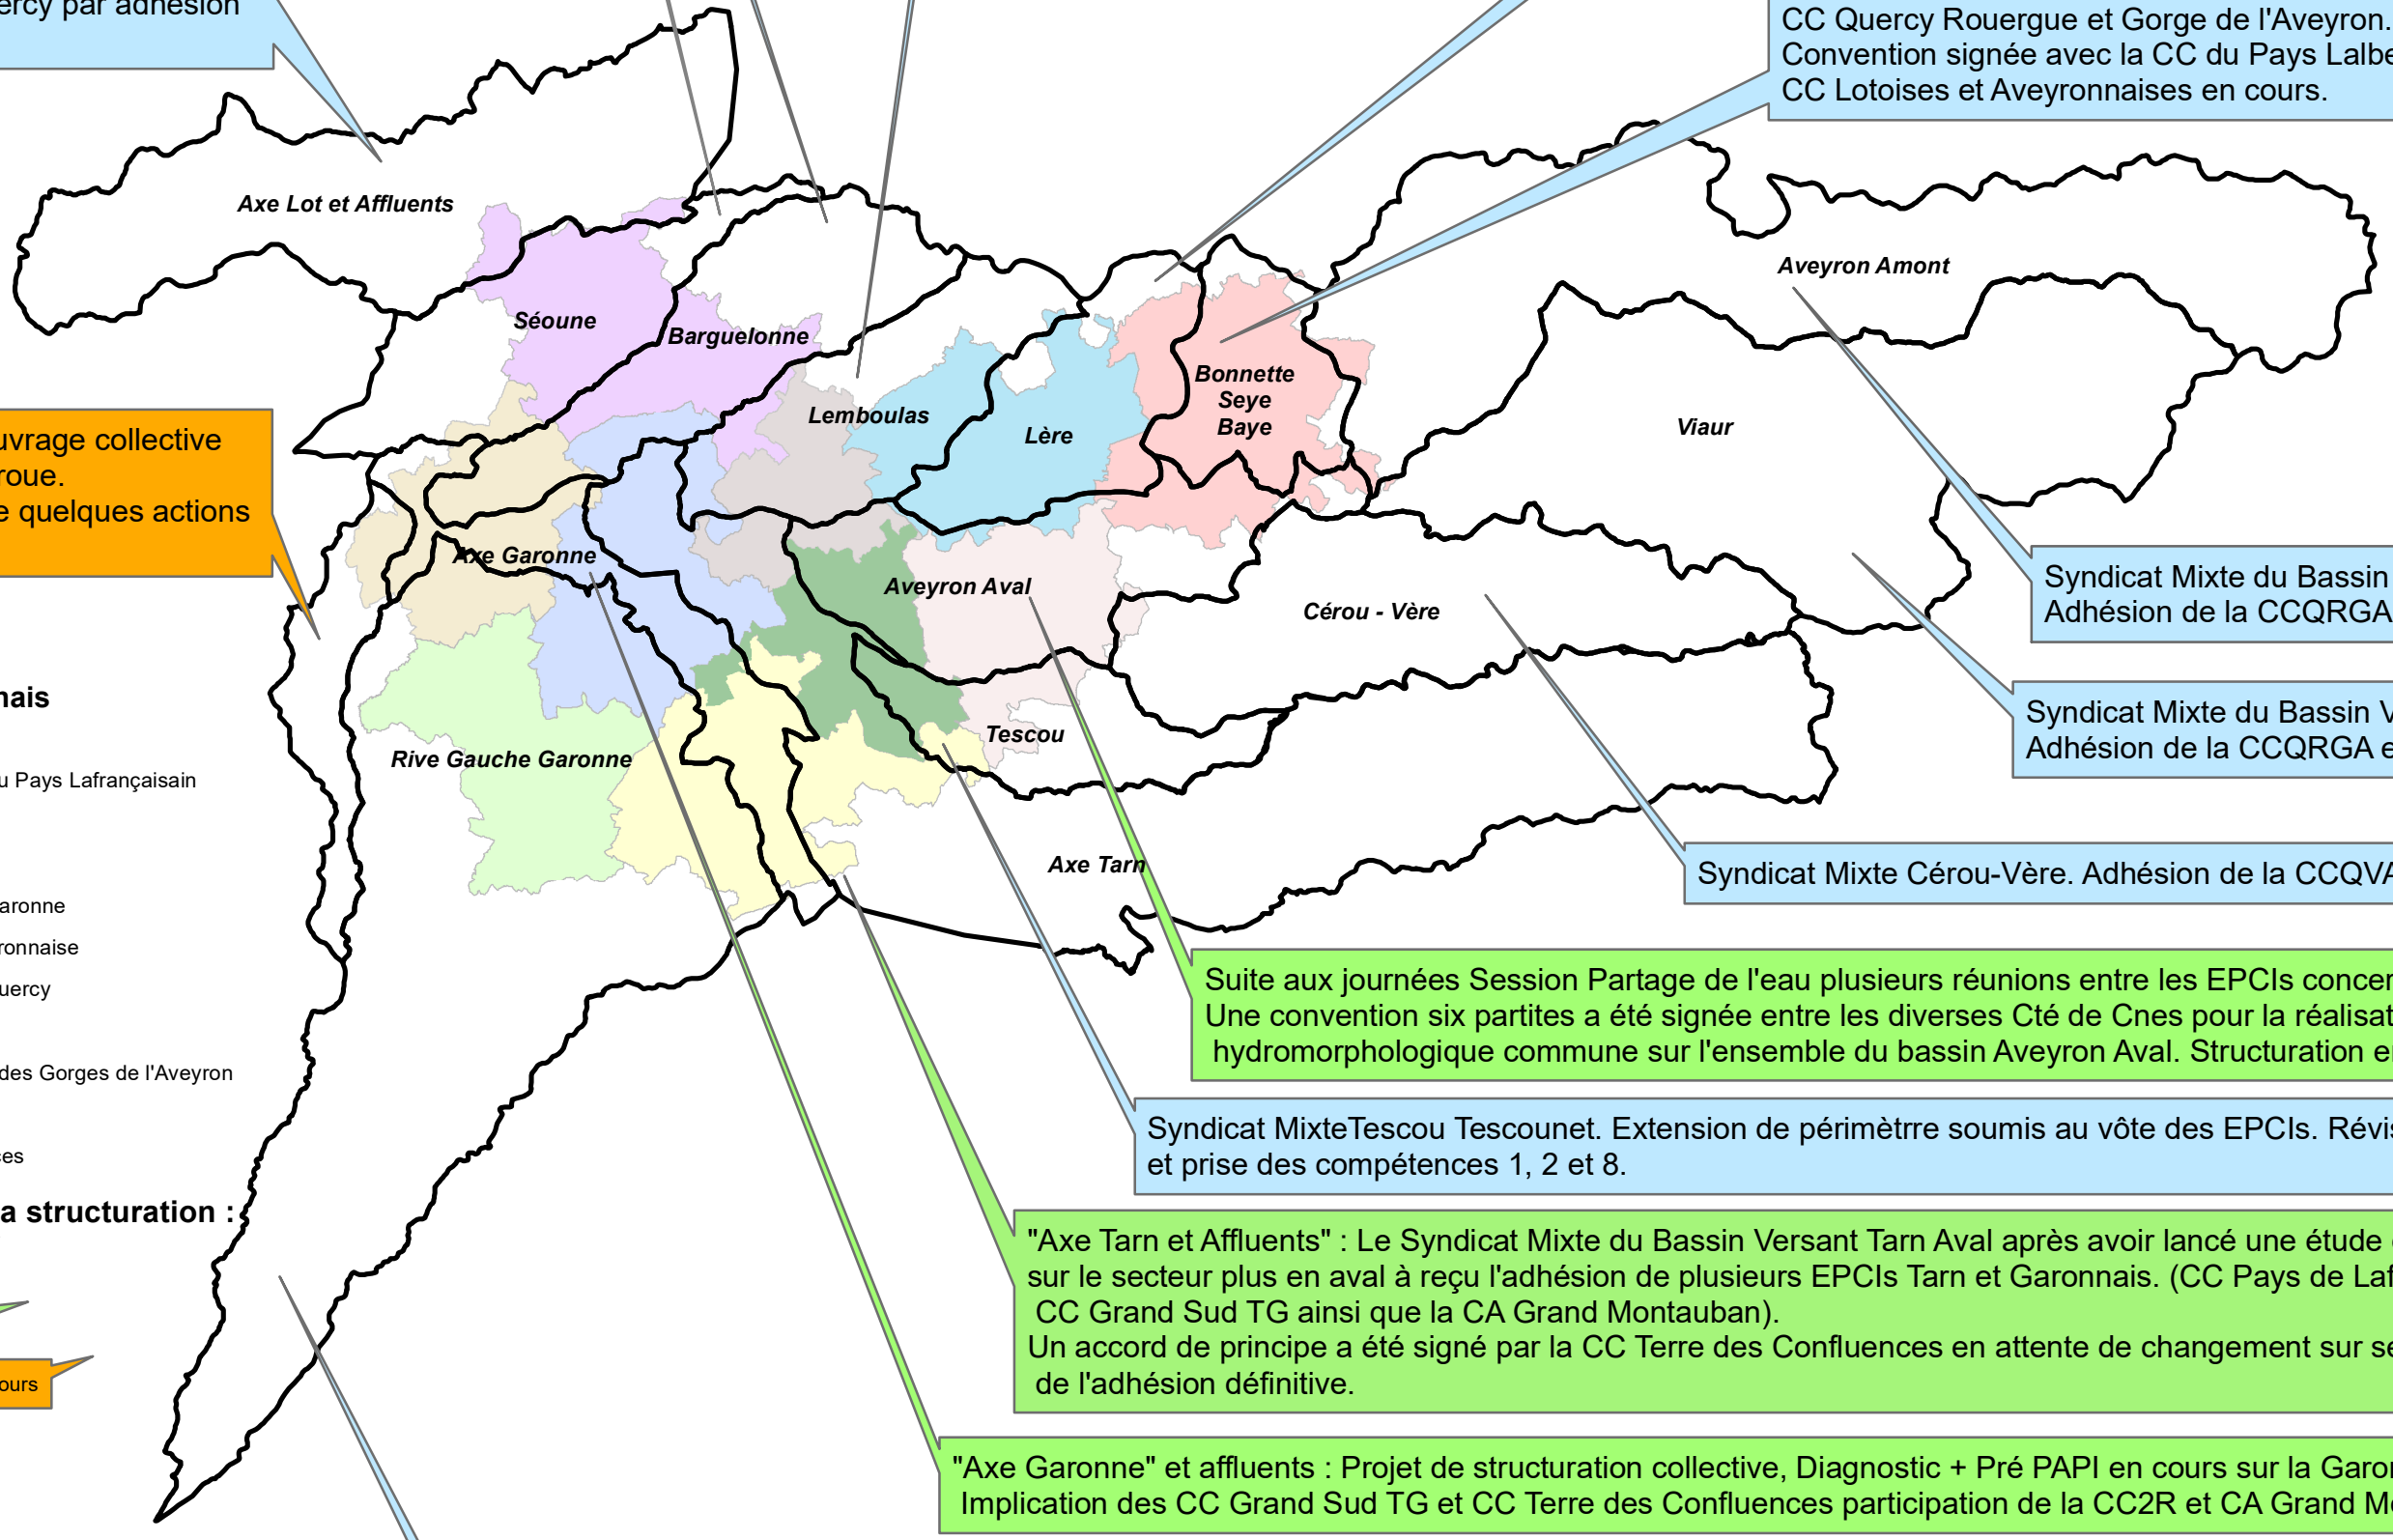 ercy par adhésion
CC Quercy Rouergue et Gorge de l'Aveyron.
Convention signée avec la CC du Pays
CC Lotoises et Aveyronnaises en cours.
Axe Lot et Affluents
Aveyron Amont
Séoune
Barguelonne
Bonnette
Seye
Baye
Lemboulas
Lère
Viaur
uvrage collective
roue.
e quelques actions
Axe Garonne
Aveyron Aval
Cérou - Vère
Syndicat Mixte du Bassin
Adhésion de la CCQRGA
nais
Syndicat Mixte du Bassin V
Adhésion de la CCQRGA e
Tescou
Rive Gauche Garonne
u Pays Lafrançaisain
Axe Tarn
Syndicat Mixte Cérou-Vère. Adhésion de la CCQVA
aronne
ronnaise
uercy
Suite aux journées Session Partage de l'eau plusieurs réunions entre les EPCIs concer
Une convention six partites a été signée entre les diverses Cté de Cnes pour la réalisat
hydromorphologique commune sur l'ensemble du bassin Aveyron Aval. Structuration e
des Gorges de l'Aveyron
Syndicat MixteTescou Tescounet. Extension de périmètrre soumis au vôte des EPCIs. Révis
et prise des compétences 1, 2 et 8.
es
a structuration :
"Axe Tarn et Affluents" : Le Syndicat Mixte du Bassin Versant Tarn Aval après avoir lancé une étude
sur le secteur plus en aval à reçu l'adhésion de plusieurs EPCIs Tarn et Garonnais. (CC Pays de Laf
CC Grand Sud TG ainsi que la CA Grand Montauban).
Un accord de principe a été signé par la CC Terre des Confluences en attente de changement sur se
de l'adhésion définitive.
ours
"Axe Garonne" et affluents : Projet de structuration collective, Diagnostic + Pré PAPI en cours sur la Garon
Implication des CC Grand Sud TG et CC Terre des Confluences participation de la CC2R et CA Grand M